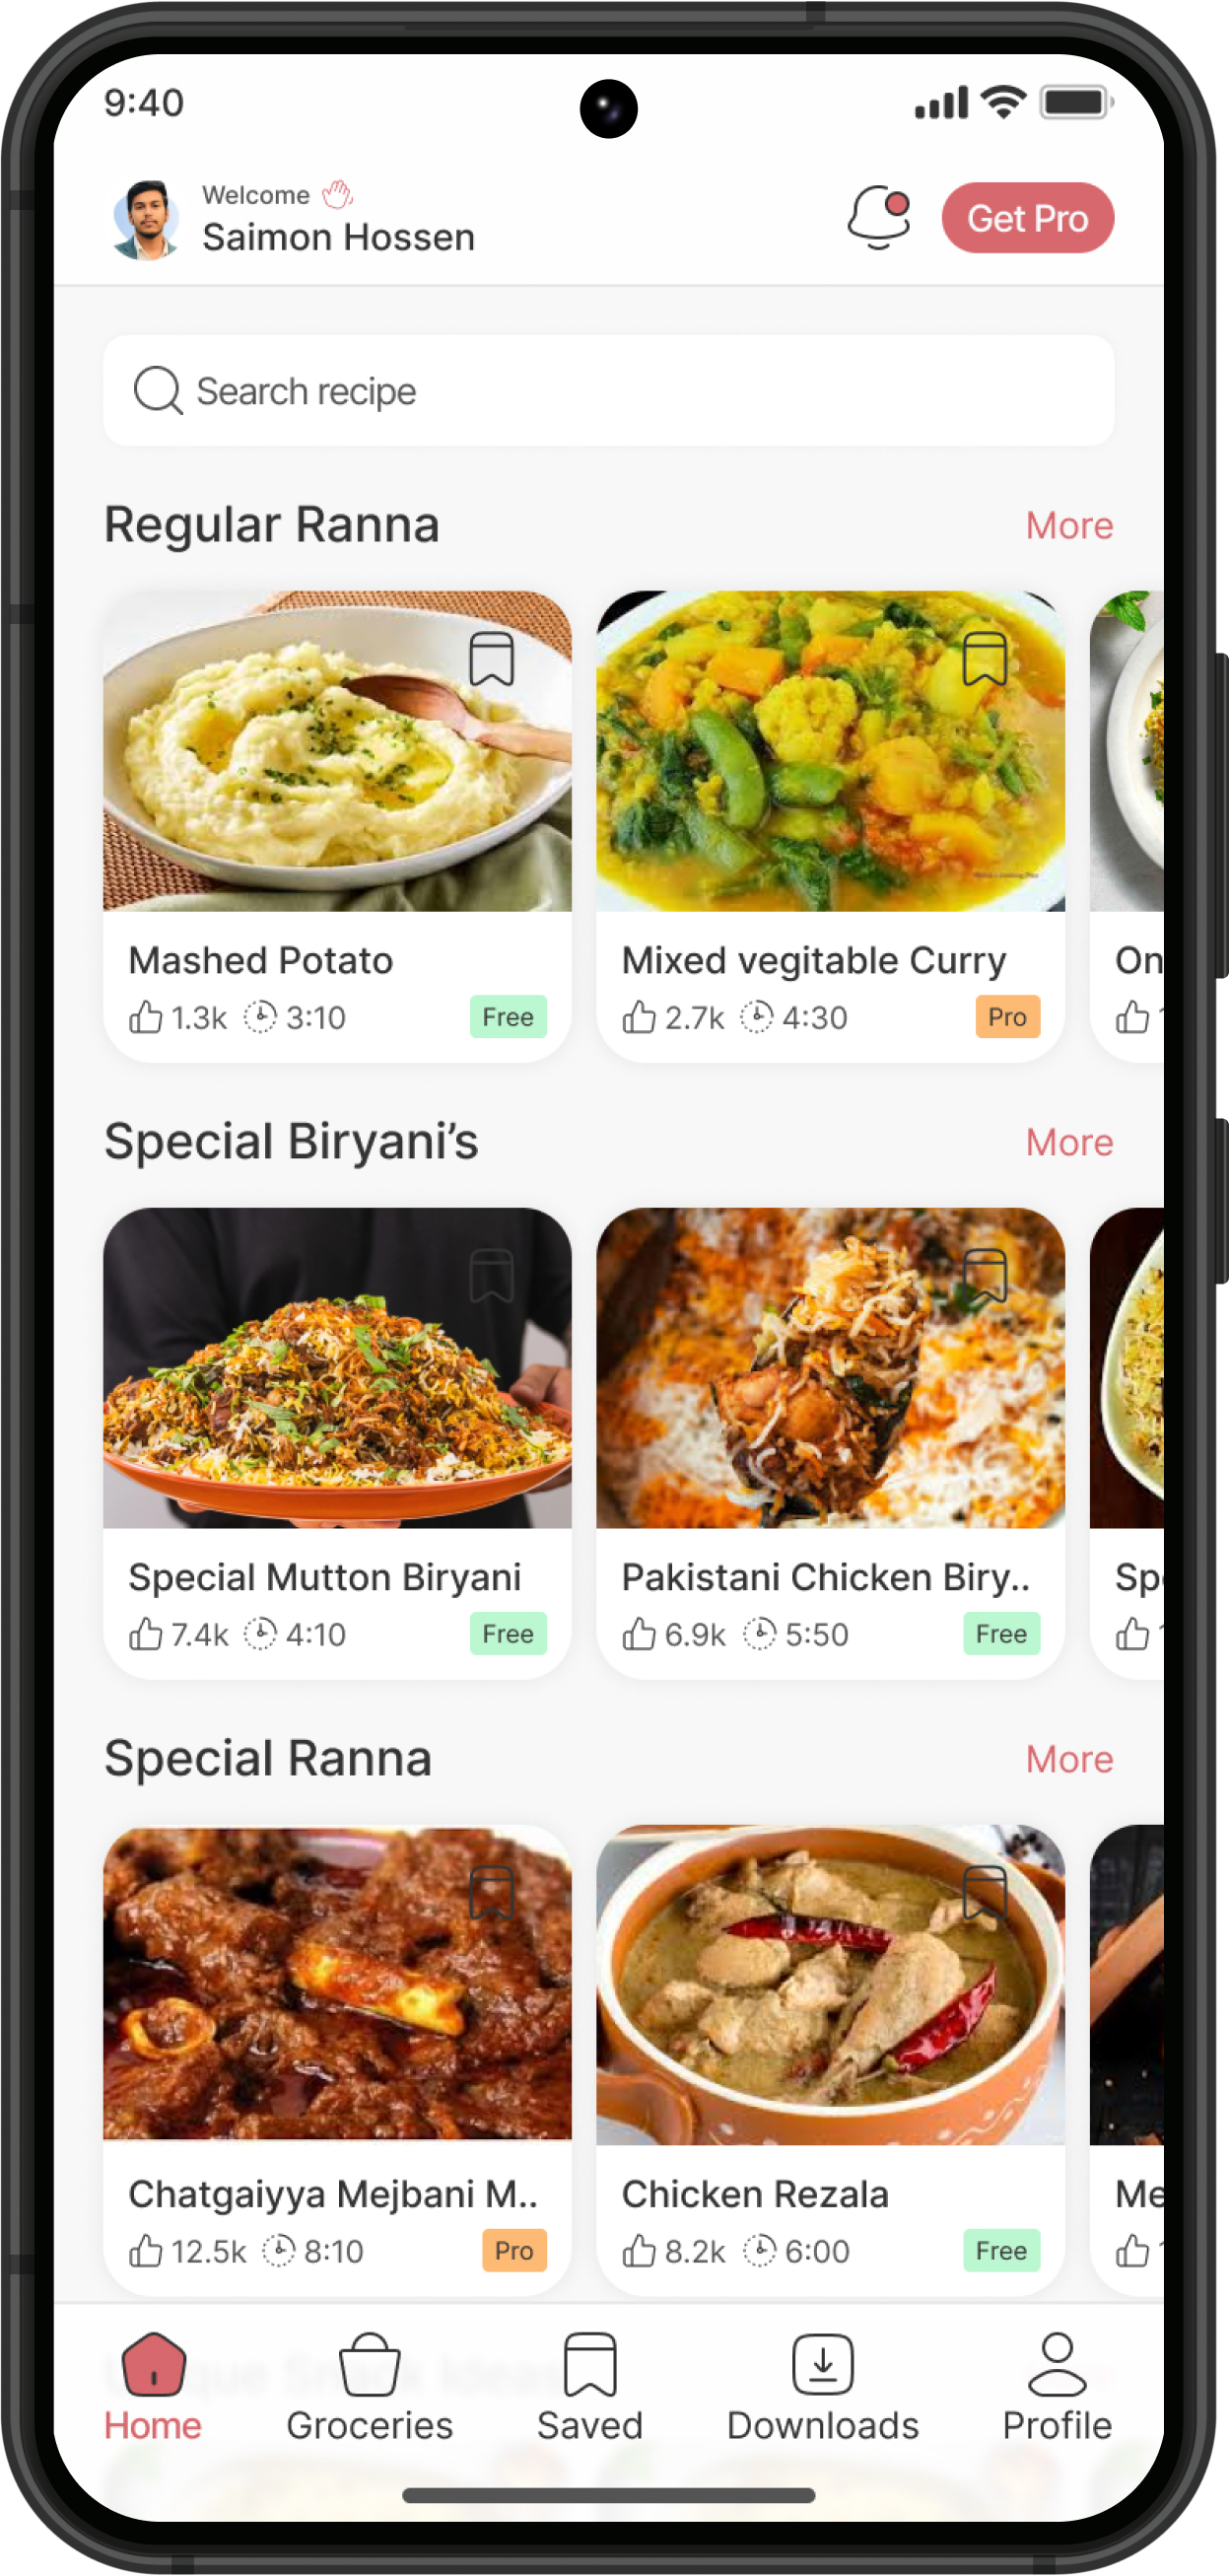 9:40
Welcome
Saimon Hossen
Get Pro
Search recipe
Regular Ranna
More
Mashed Potato
1.3k 3:10 Free
Mixed vegitable Curry
2.7k 4:30 Pro
On
Special Biryani’s
More
Special Mutton Biryani
7.4k 4:10 Free
Pakistani Chicken Biry..
6.9k 5:50 Free
Sp
Special Ranna
More
Chatgaiyya Mejbani M..
12.5k 8:10 Pro
Chicken Rezala
8.2k 6:00 Free
Me
Home
Groceries
Saved
Downloads
Profile